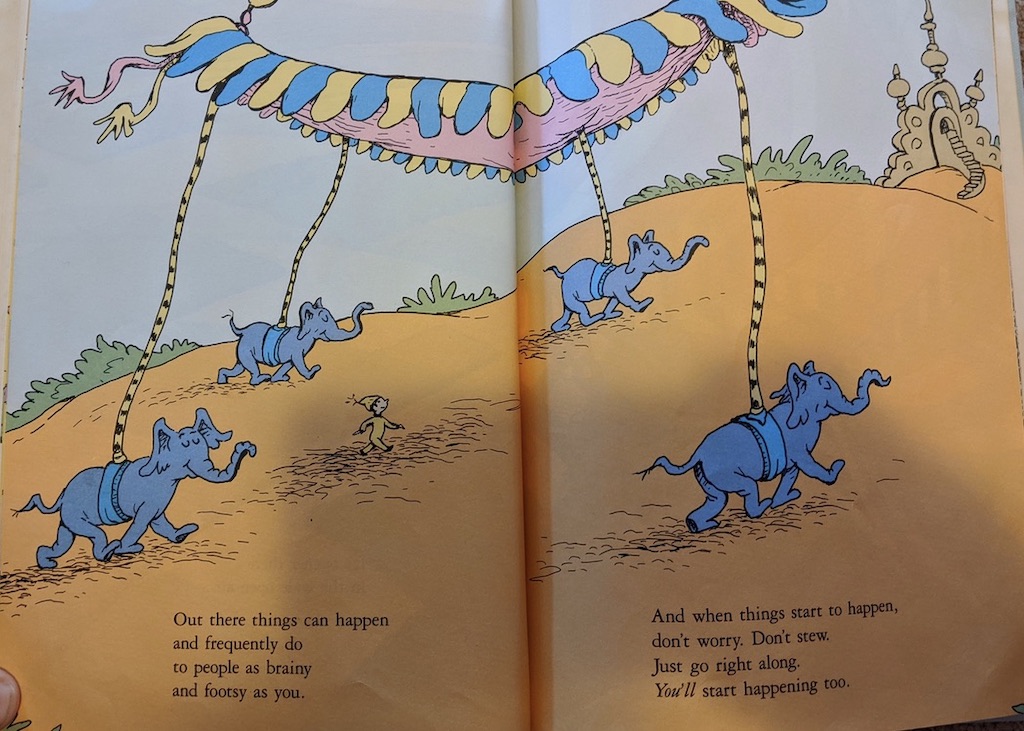 Out there things can happen
and frequently do
to people as brainy
and footsy as you.
And when things start to happen,
don't worry. Don't stew.
Just go right along.
You'll start happening too.